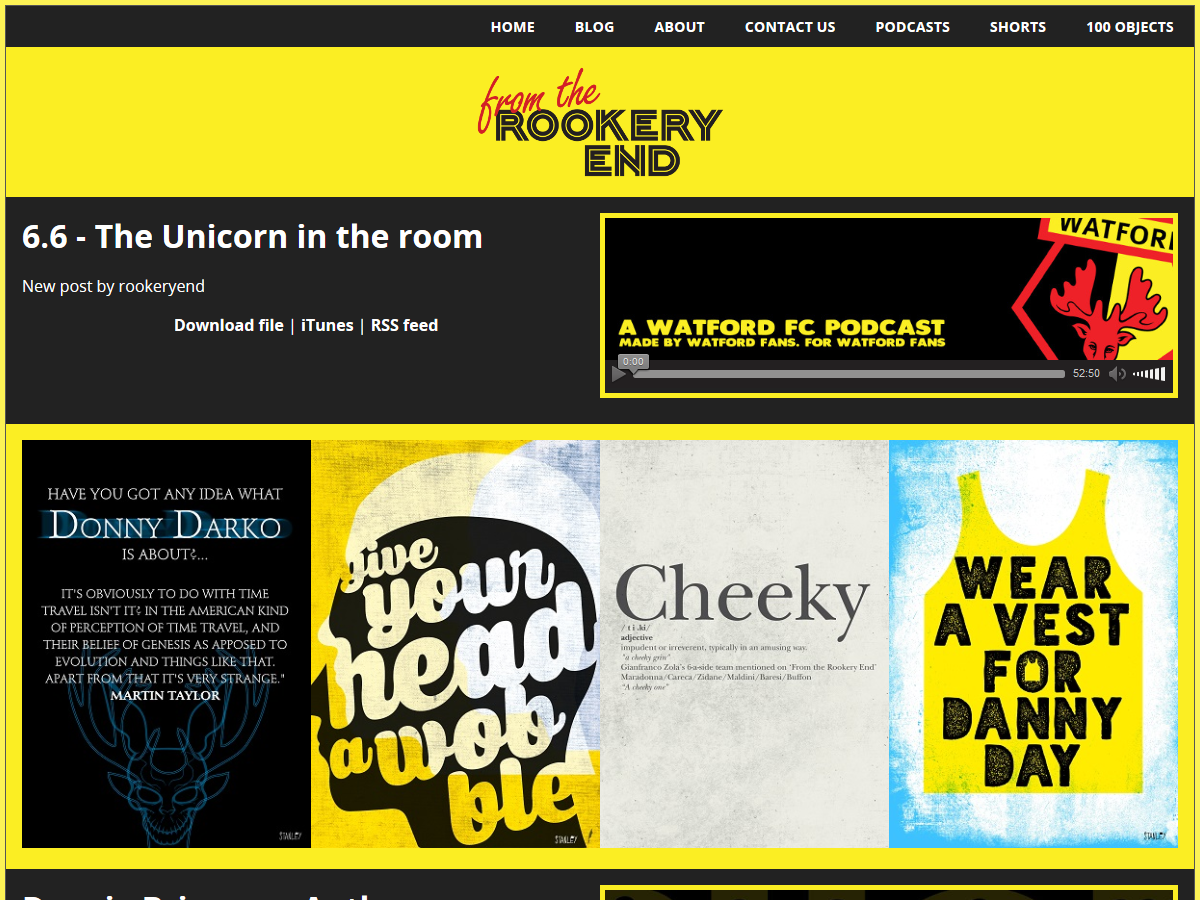 HOME BLOG ABOUT CONTACT US PODCASTS SHORTS 100 OBJECTS
from the
ROOKERY
END
6.6 - The Unicorn in the room
New post by rookeryend
Download file | iTunes | RSS feed
WATFOR
A WATFORD FC PODCAST
MADE BY WATFORD FANS. FOR WATFORD FANS
0:00
52:50
HAVE YOU GOT ANY IDEA WHAT
DONNY DARKO
IS ABOUT?...
IT'S OBVIOUSLY TO DO WITH TIME
TRAVEL ISN'T IT? IN THE AMERICAN KIND
OF PERCEPTION OF TIME TRAVEL, AND
THEIR BELIEF OF GENESIS AS APPOSED TO
EVOLUTION AND THINGS LIKE THAT.
APART FROM THAT IT'S VERY STRANGE."
MARTIN TAYLOR
STANLEY
give
your
head
a wob
ble
STANLEY
Cheeky
/ t i .ki/
adjective
impudent or irreverent, typically in an amusing way.
"a cheeky grin"
Gianfranco Zola's 6-a-side team mentioned on "From the Rookery End"
Maradonna/Careca/Zidane/Maldini/Baresi/Buffon
"A cheeky one"
WEAR
A VEST
FOR
DANNY
DAY
STANLEY